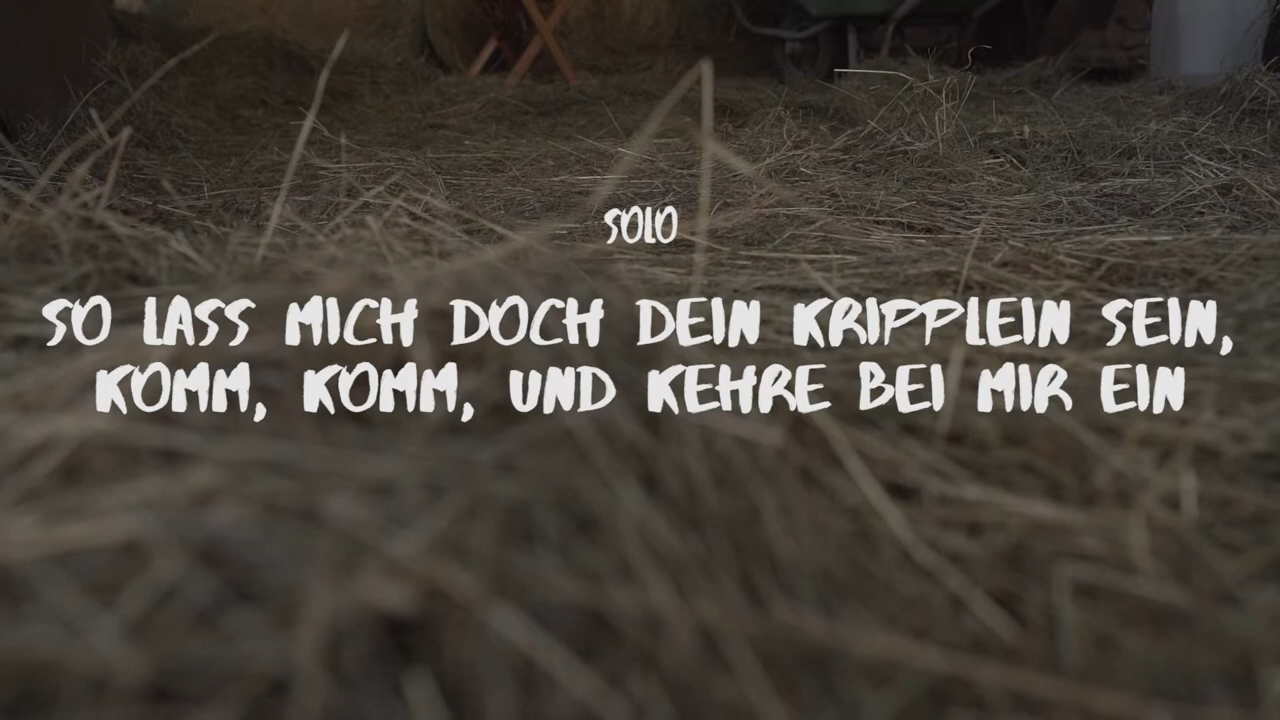 SOLO
SO LASS MICH DOCH DEIN KRIPPLEIN SEIN,
KOMM, KOMM, UND KEHRE BEI MIR EIN